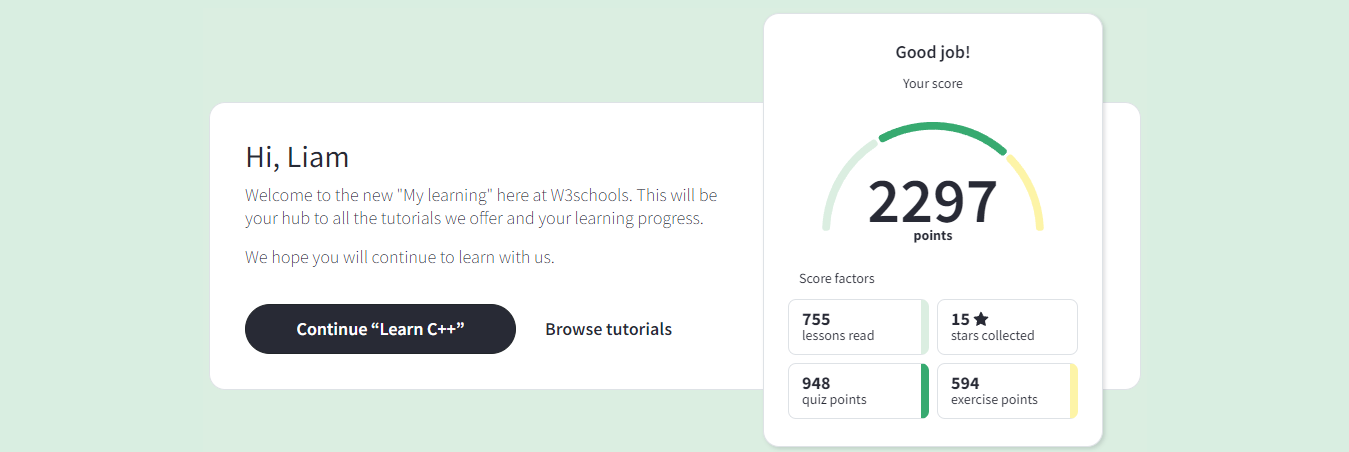 Hi, Liam
Welcome to the new "My learning" here at W3schools. This will be
your hub to all the tutorials we offer and your learning progress.
We hope you will continue to learn with us.
Continue “Learn C++”
Browse tutorials
Good job!
Your score
2297
points
Score factors
755
lessons read
15 ★
stars collected
948
quiz points
594
exercise points